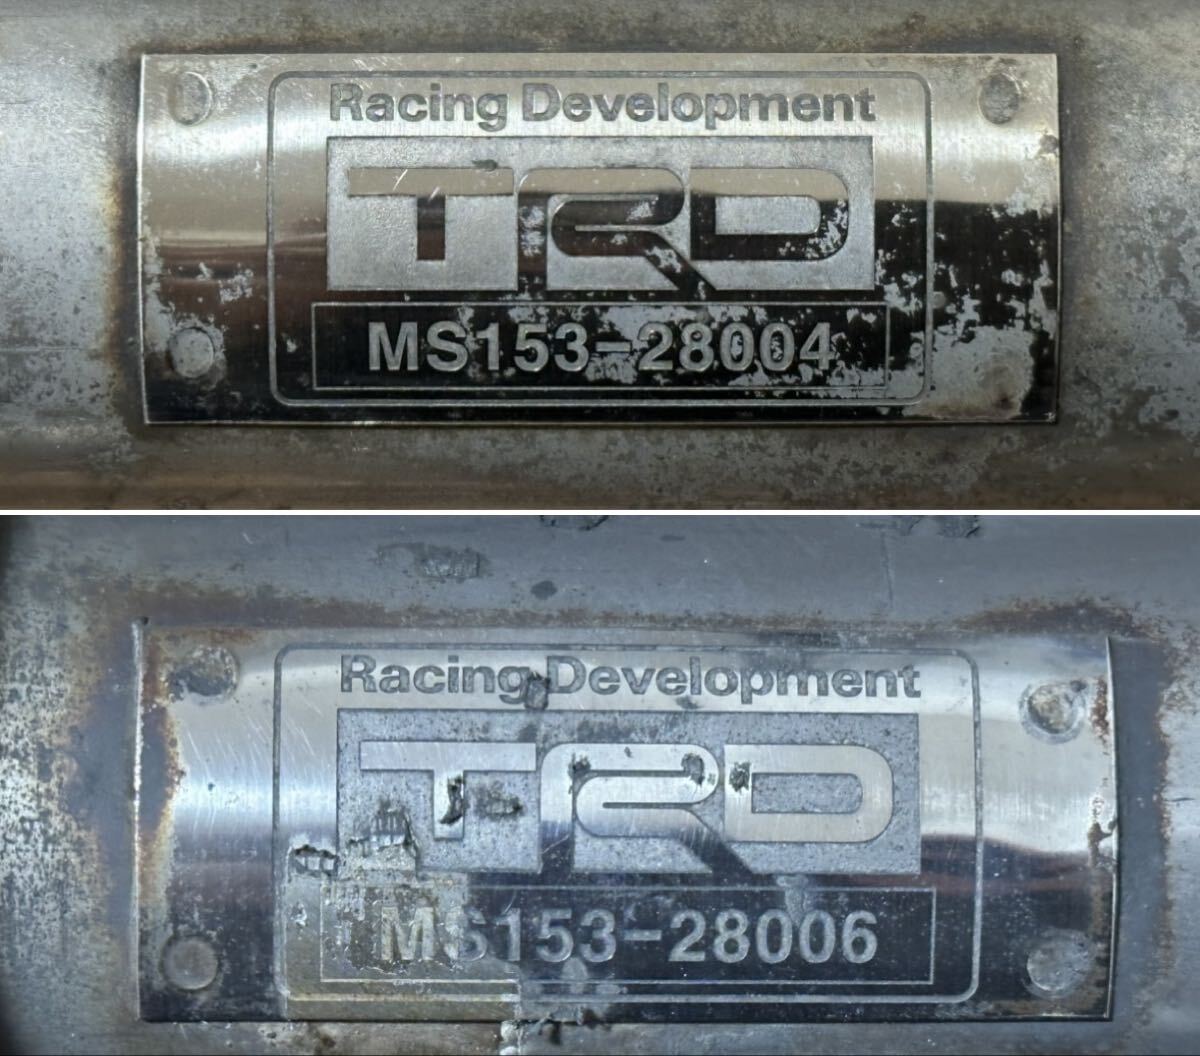 Racing Development
TRD
MS153-28004
Racing Development
TRD
MS153-28006